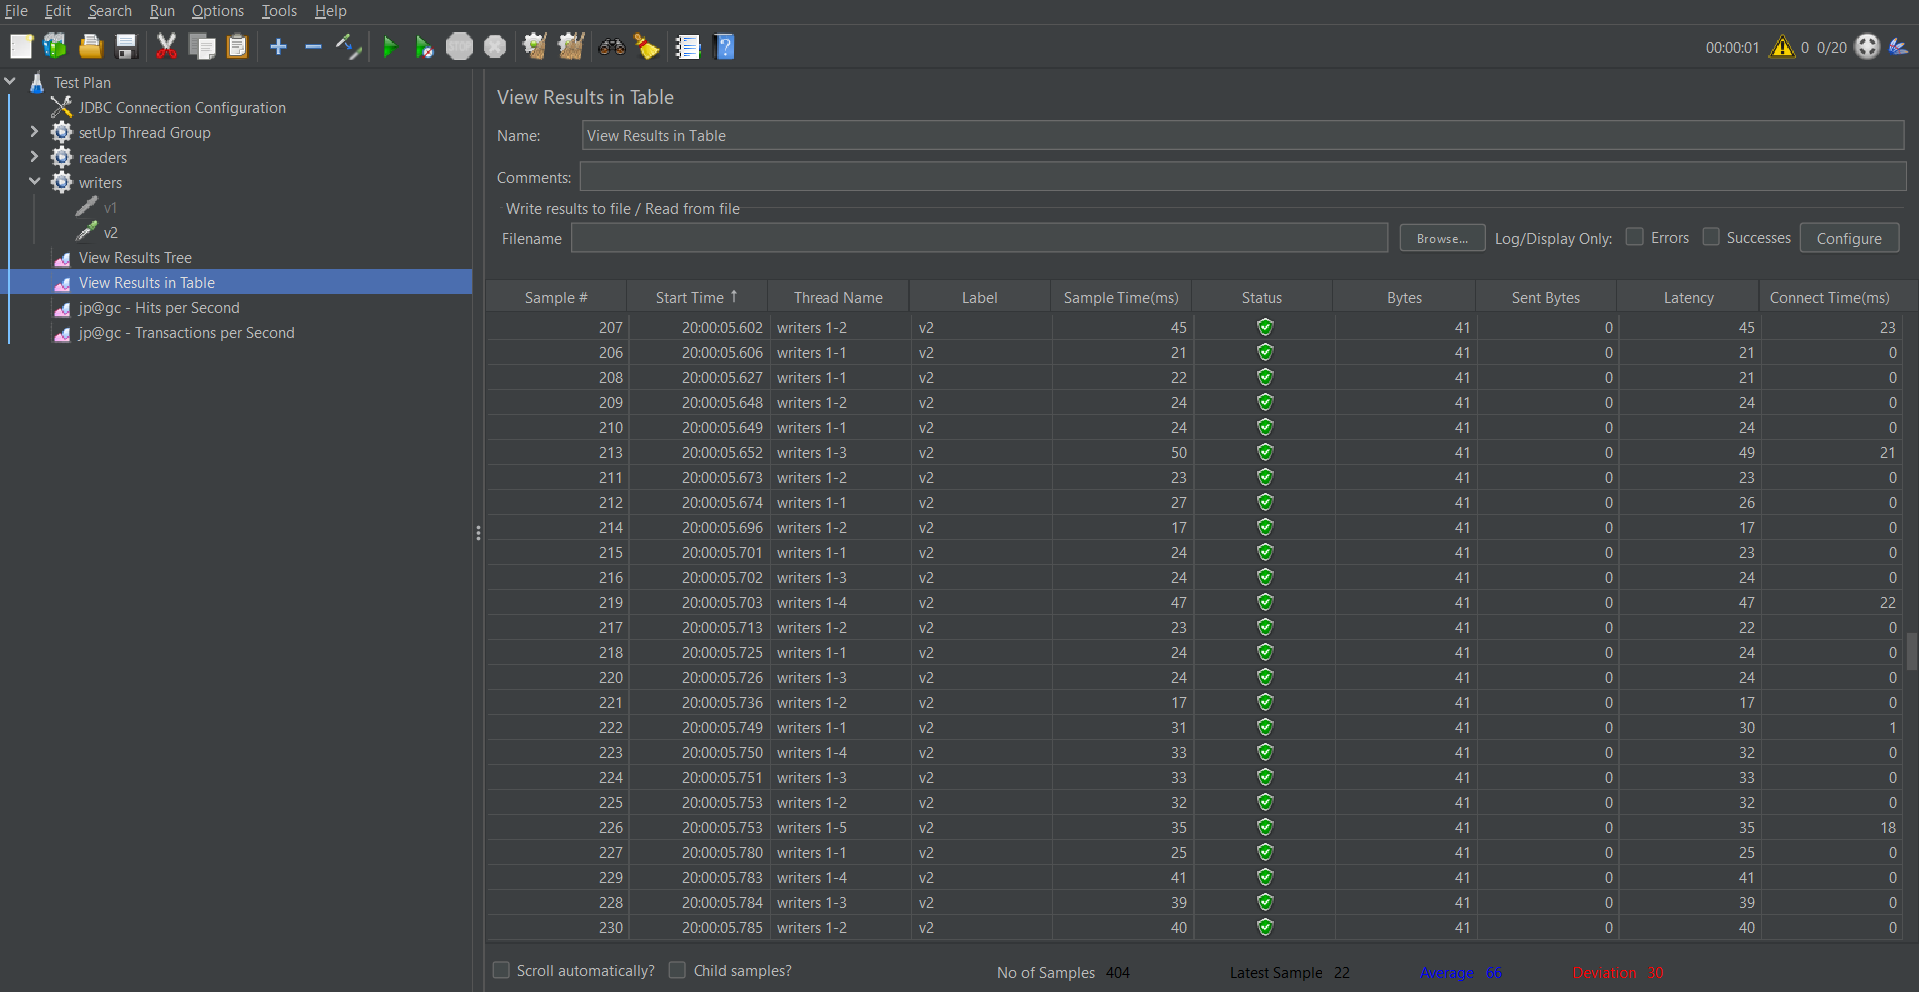 File Edit Search Run Options Tools Help
STOP
00:00:01 0 0/20
Test Plan
JDBC Connection Configuration
setUp Thread Group
readers
writers
v1
v2
View Results Tree
View Results in Table
jp@gc - Hits per Second
jp@gc - Transactions per Second
View Results in Table
Name: View Results in Table
Comments:
Write results to file / Read from file
Filename Browse... Log/Display Only: Errors Successes Configure
Sample # Start Time ↑ Thread Name Label Sample Time(ms) Status Bytes Sent Bytes Latency Connect Time(ms)
207 20:00:05.602 writers 1-2 v2 45 41 0 45 23
206 20:00:05.606 writers 1-1 v2 21 41 0 21 0
208 20:00:05.627 writers 1-1 v2 22 41 0 21 0
209 20:00:05.648 writers 1-2 v2 24 41 0 24 0
210 20:00:05.649 writers 1-1 v2 24 41 0 24 0
213 20:00:05.652 writers 1-3 v2 50 41 0 49 21
211 20:00:05.673 writers 1-2 v2 23 41 0 23 0
212 20:00:05.674 writers 1-1 v2 27 41 0 26 0
214 20:00:05.696 writers 1-2 v2 17 41 0 17 0
215 20:00:05.701 writers 1-1 v2 24 41 0 23 0
216 20:00:05.702 writers 1-3 v2 24 41 0 24 0
219 20:00:05.703 writers 1-4 v2 47 41 0 47 22
217 20:00:05.713 writers 1-2 v2 23 41 0 22 0
218 20:00:05.725 writers 1-1 v2 24 41 0 24 0
220 20:00:05.726 writers 1-3 v2 24 41 0 24 0
221 20:00:05.736 writers 1-2 v2 17 41 0 17 0
222 20:00:05.749 writers 1-1 v2 31 41 0 30 1
223 20:00:05.750 writers 1-4 v2 33 41 0 32 0
224 20:00:05.751 writers 1-3 v2 33 41 0 33 0
225 20:00:05.753 writers 1-2 v2 32 41 0 32 0
226 20:00:05.753 writers 1-5 v2 35 41 0 35 18
227 20:00:05.780 writers 1-1 v2 25 41 0 25 0
229 20:00:05.783 writers 1-4 v2 41 41 0 41 0
228 20:00:05.784 writers 1-3 v2 39 41 0 39 0
230 20:00:05.785 writers 1-2 v2 40 41 0 40 0
Scroll automatically? Child samples? No of Samples 404 Latest Sample 22 Average 66 Deviation 30